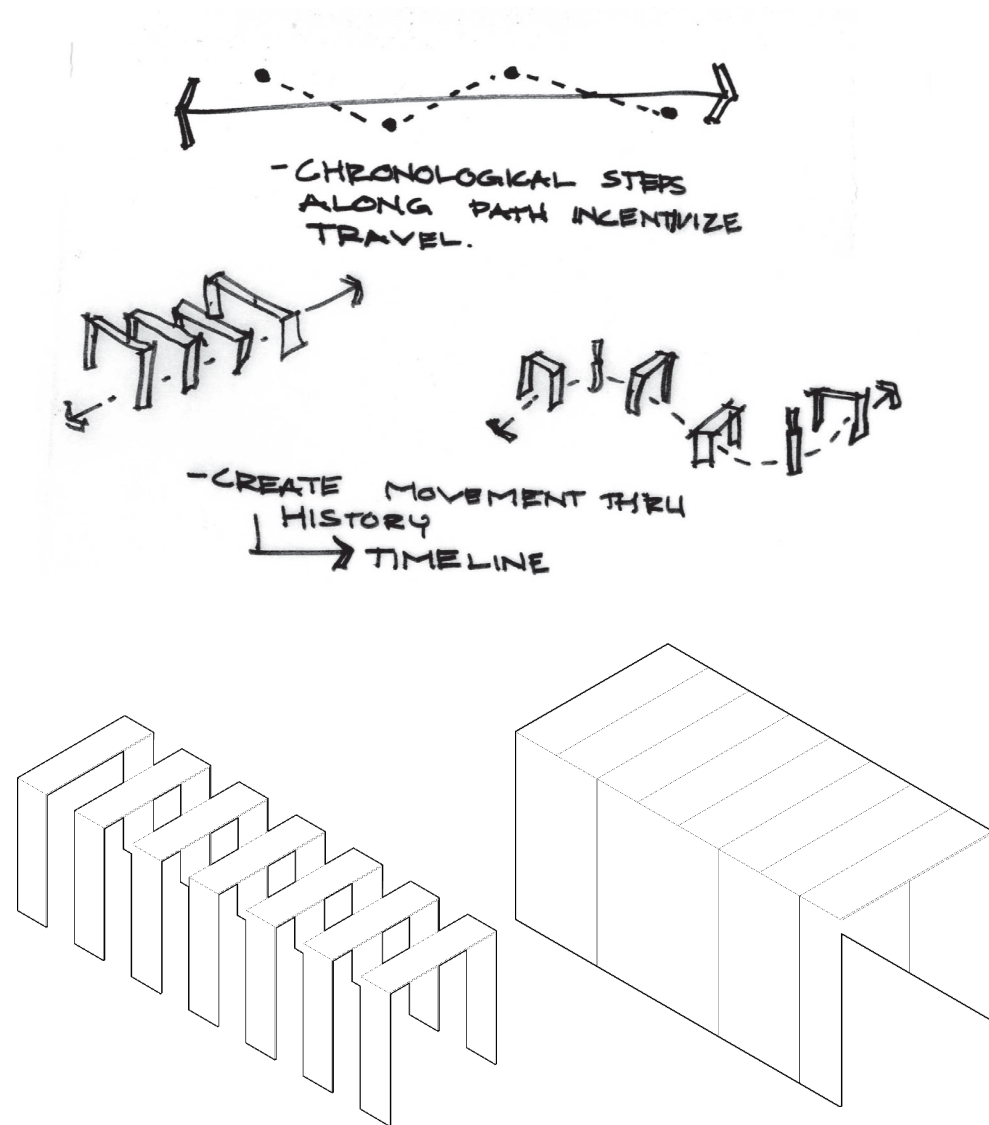 - CHRONOLOGICAL STEPS
ALONG PATH INCENTIVIZE
TRAVEL.
- CREATE MOVEMENT THRU
HISTORY
TIMELINE